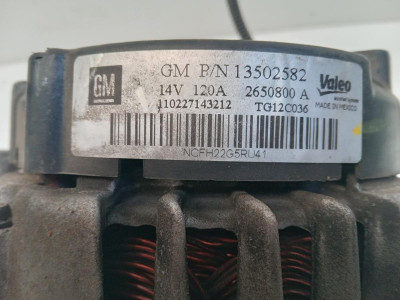 GM
GM P/N 13502582
14V 120A 2650800 A
110227143212 TG12C036
Valeo
MADE IN MEXICO
NCFH22G5RU41